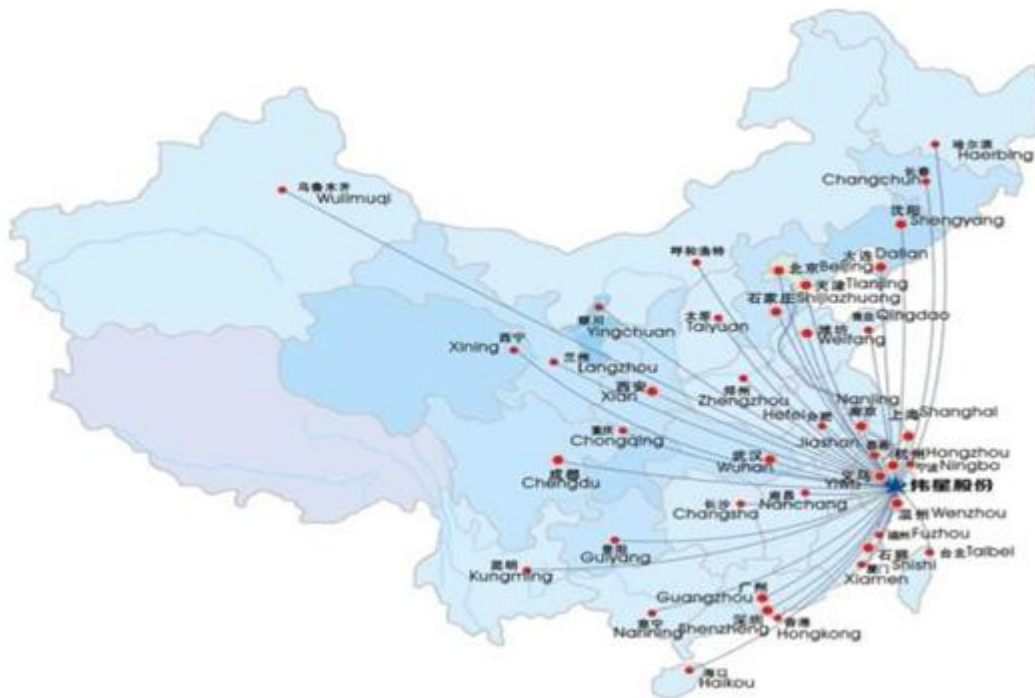 哈尔滨
Haerbing
长春
Changchun
乌鲁木齐
Wulimuqi
沈阳
Shengyang
呼和浩特
大连 Dalian
北京 Beijing
天津 Tianjing
石家庄 Shijiazhuang
银川
Yingchuan
太原
Taiyuan
Qingdao
潍坊
Weifang
西宁
Xining
兰州
Langzhou
西安
Xian
郑州
Zhengzhou
Nanjing
南京
合肥
Hefei
上海 Shanghai
重庆
Chongqing
Jiashan
杭州 Hongzhou
武汉
Wuhan
宁波 Ningbo
成都
Chengdu
义乌
Yiwu
纬星股份
南昌
Nanchang
长沙
Changsha
温州 Wenzhou
福州 Fuzhou
贵阳
Guiyang
石狮
Shishi
台北 Taibei
昆明
Kungming
厦门
Xiamen
广州
Guangzhou
南宁
Nanning
深圳
Shenzheng
香港
Hongkong
海口
Haikou